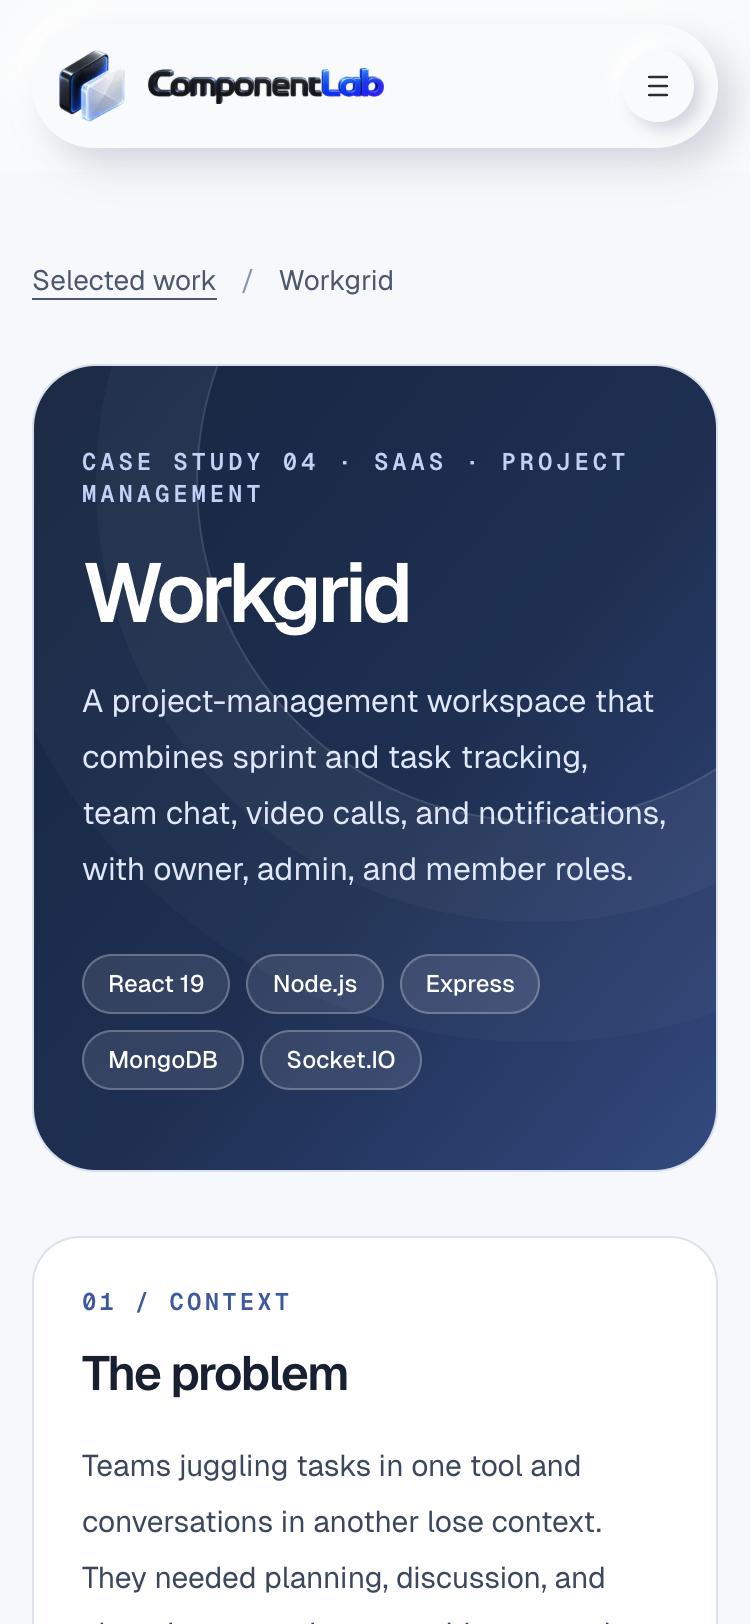 ComponentLab
Selected work / Workgrid
CASE STUDY 04 · SAAS · PROJECT
MANAGEMENT
Workgrid
A project-management workspace that
combines sprint and task tracking,
team chat, video calls, and notifications,
with owner, admin, and member roles.
React 19
Node.js
Express
MongoDB
Socket.IO
01 / CONTEXT
The problem
Teams juggling tasks in one tool and
conversations in another lose context.
They needed planning, discussion, and